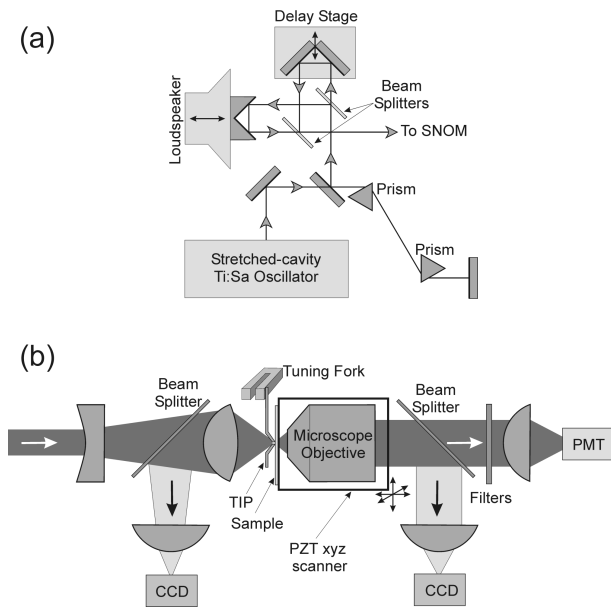 (a)
Delay Stage
Loudspeaker
Beam
Splitters
To SNOM
Prism
Prism
Stretched-cavity
Ti:Sa Oscillator
(b)
Tuning Fork
Beam
Splitter
Beam
Splitter
Microscope
Objective
PMT
TIP
Sample
Filters
PZT xyz
scanner
CCD
CCD